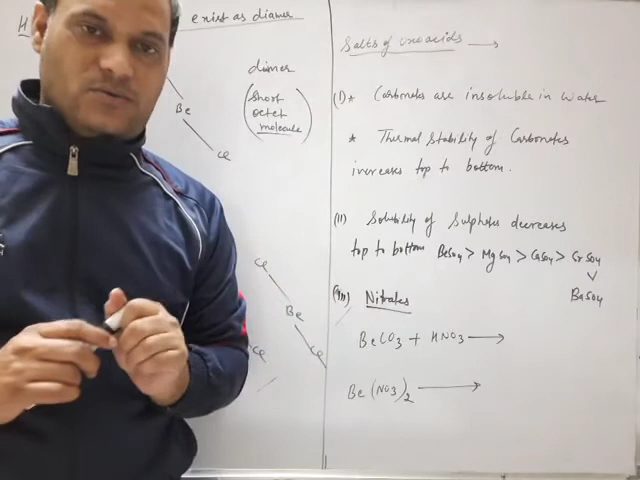 H
exist as diamer
dimer
(short
octet
molecule)
Be
Cl
Cl
Be
Cl
Cl
Salts of oxoacids →
(I) * Carbonates are insoluble in water
* Thermal stability of Carbonates
increases top to bottom.
(II) Solubility of Sulphates decreases
top to bottom BeSO4 > MgSO4 > CaSO4 > SrSO4
>
BaSO4
(III) Nitrates
BeCO3 + HNO3 →
Be(NO3)2 →